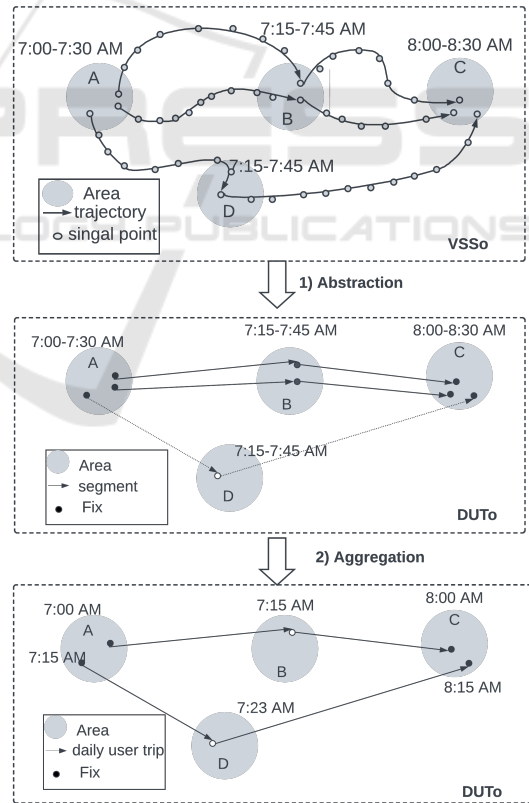 7:15-7:45 AM
7:00-7:30 AM
8:00-8:30 AM
A
C
B
7:15-7:45 AM
D
Area
trajectory
singal point
VSSo
1) Abstraction
7:15-7:45 AM
8:00-8:30 AM
7:00-7:30 AM
A
C
B
7:15-7:45 AM
D
Area
segment
Fix
DUTo
2) Aggregation
8:00 AM
7:00 AM
7:15 AM
A
C
7:15 AM
B
8:15 AM
7:23 AM
D
Area
daily user trip
Fix
DUTo